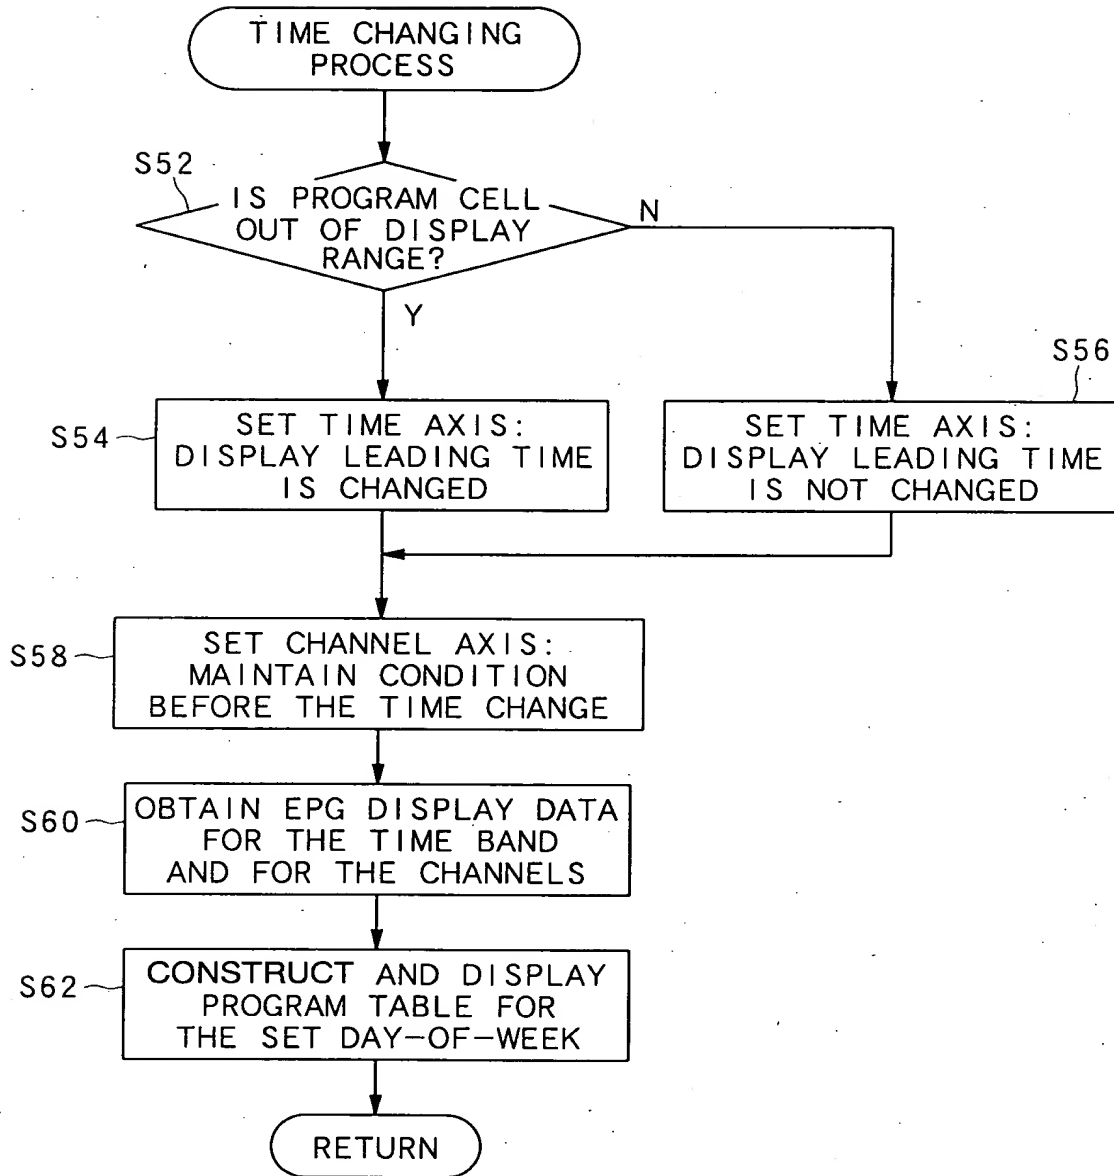 TIME CHANGING
PROCESS
S52
IS PROGRAM CELL
OUT OF DISPLAY
RANGE?
N
Y
S56
S54
SET TIME AXIS:
DISPLAY LEADING TIME
IS CHANGED
SET TIME AXIS:
DISPLAY LEADING TIME
IS NOT CHANGED
S58
SET CHANNEL AXIS:
MAINTAIN CONDITION
BEFORE THE TIME CHANGE
S60
OBTAIN EPG DISPLAY DATA
FOR THE TIME BAND
AND FOR THE CHANNELS
S62
CONSTRUCT AND DISPLAY
PROGRAM TABLE FOR
THE SET DAY-OF-WEEK
RETURN